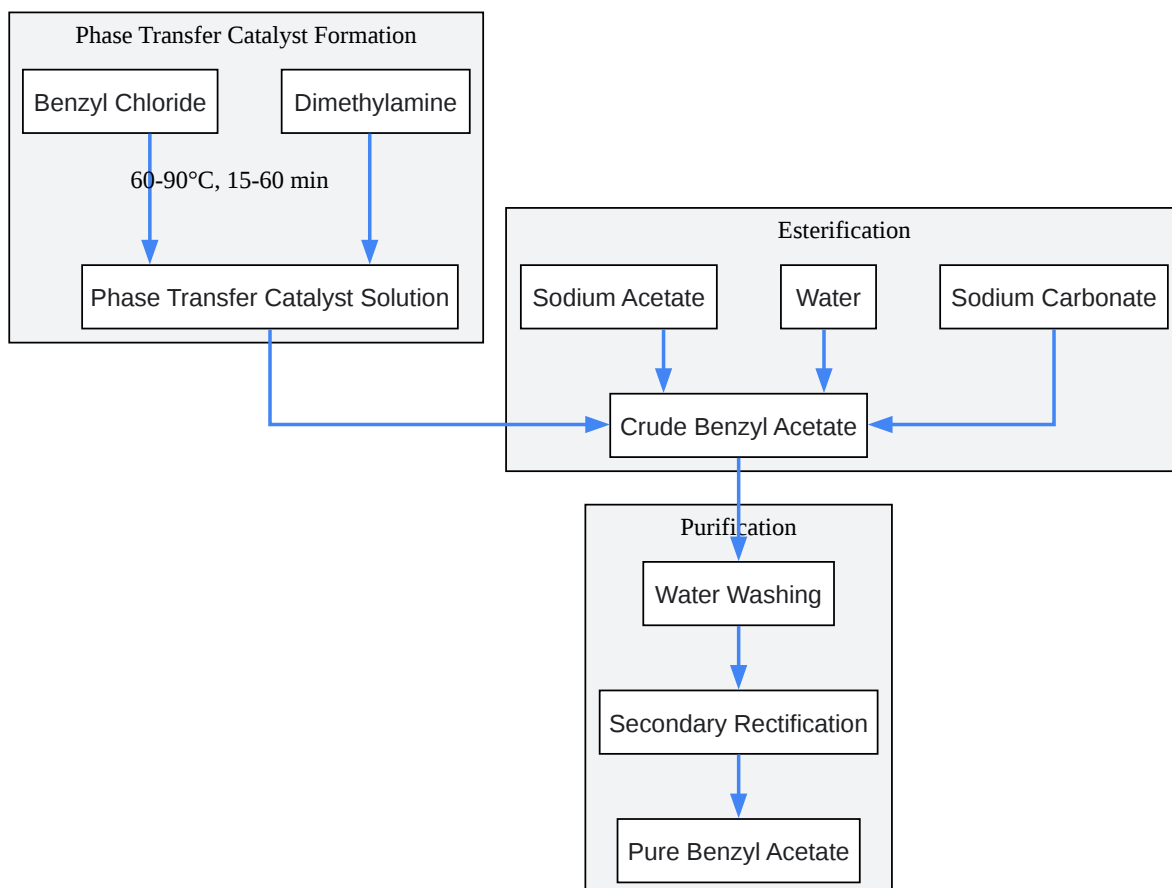 Phase Transfer Catalyst Formation
Benzyl Chloride
Dimethylamine
60-90°C, 15-60 min
Phase Transfer Catalyst Solution
Esterification
Sodium Acetate
Water
Sodium Carbonate
Crude Benzyl Acetate
Purification
Water Washing
Secondary Rectification
Pure Benzyl Acetate